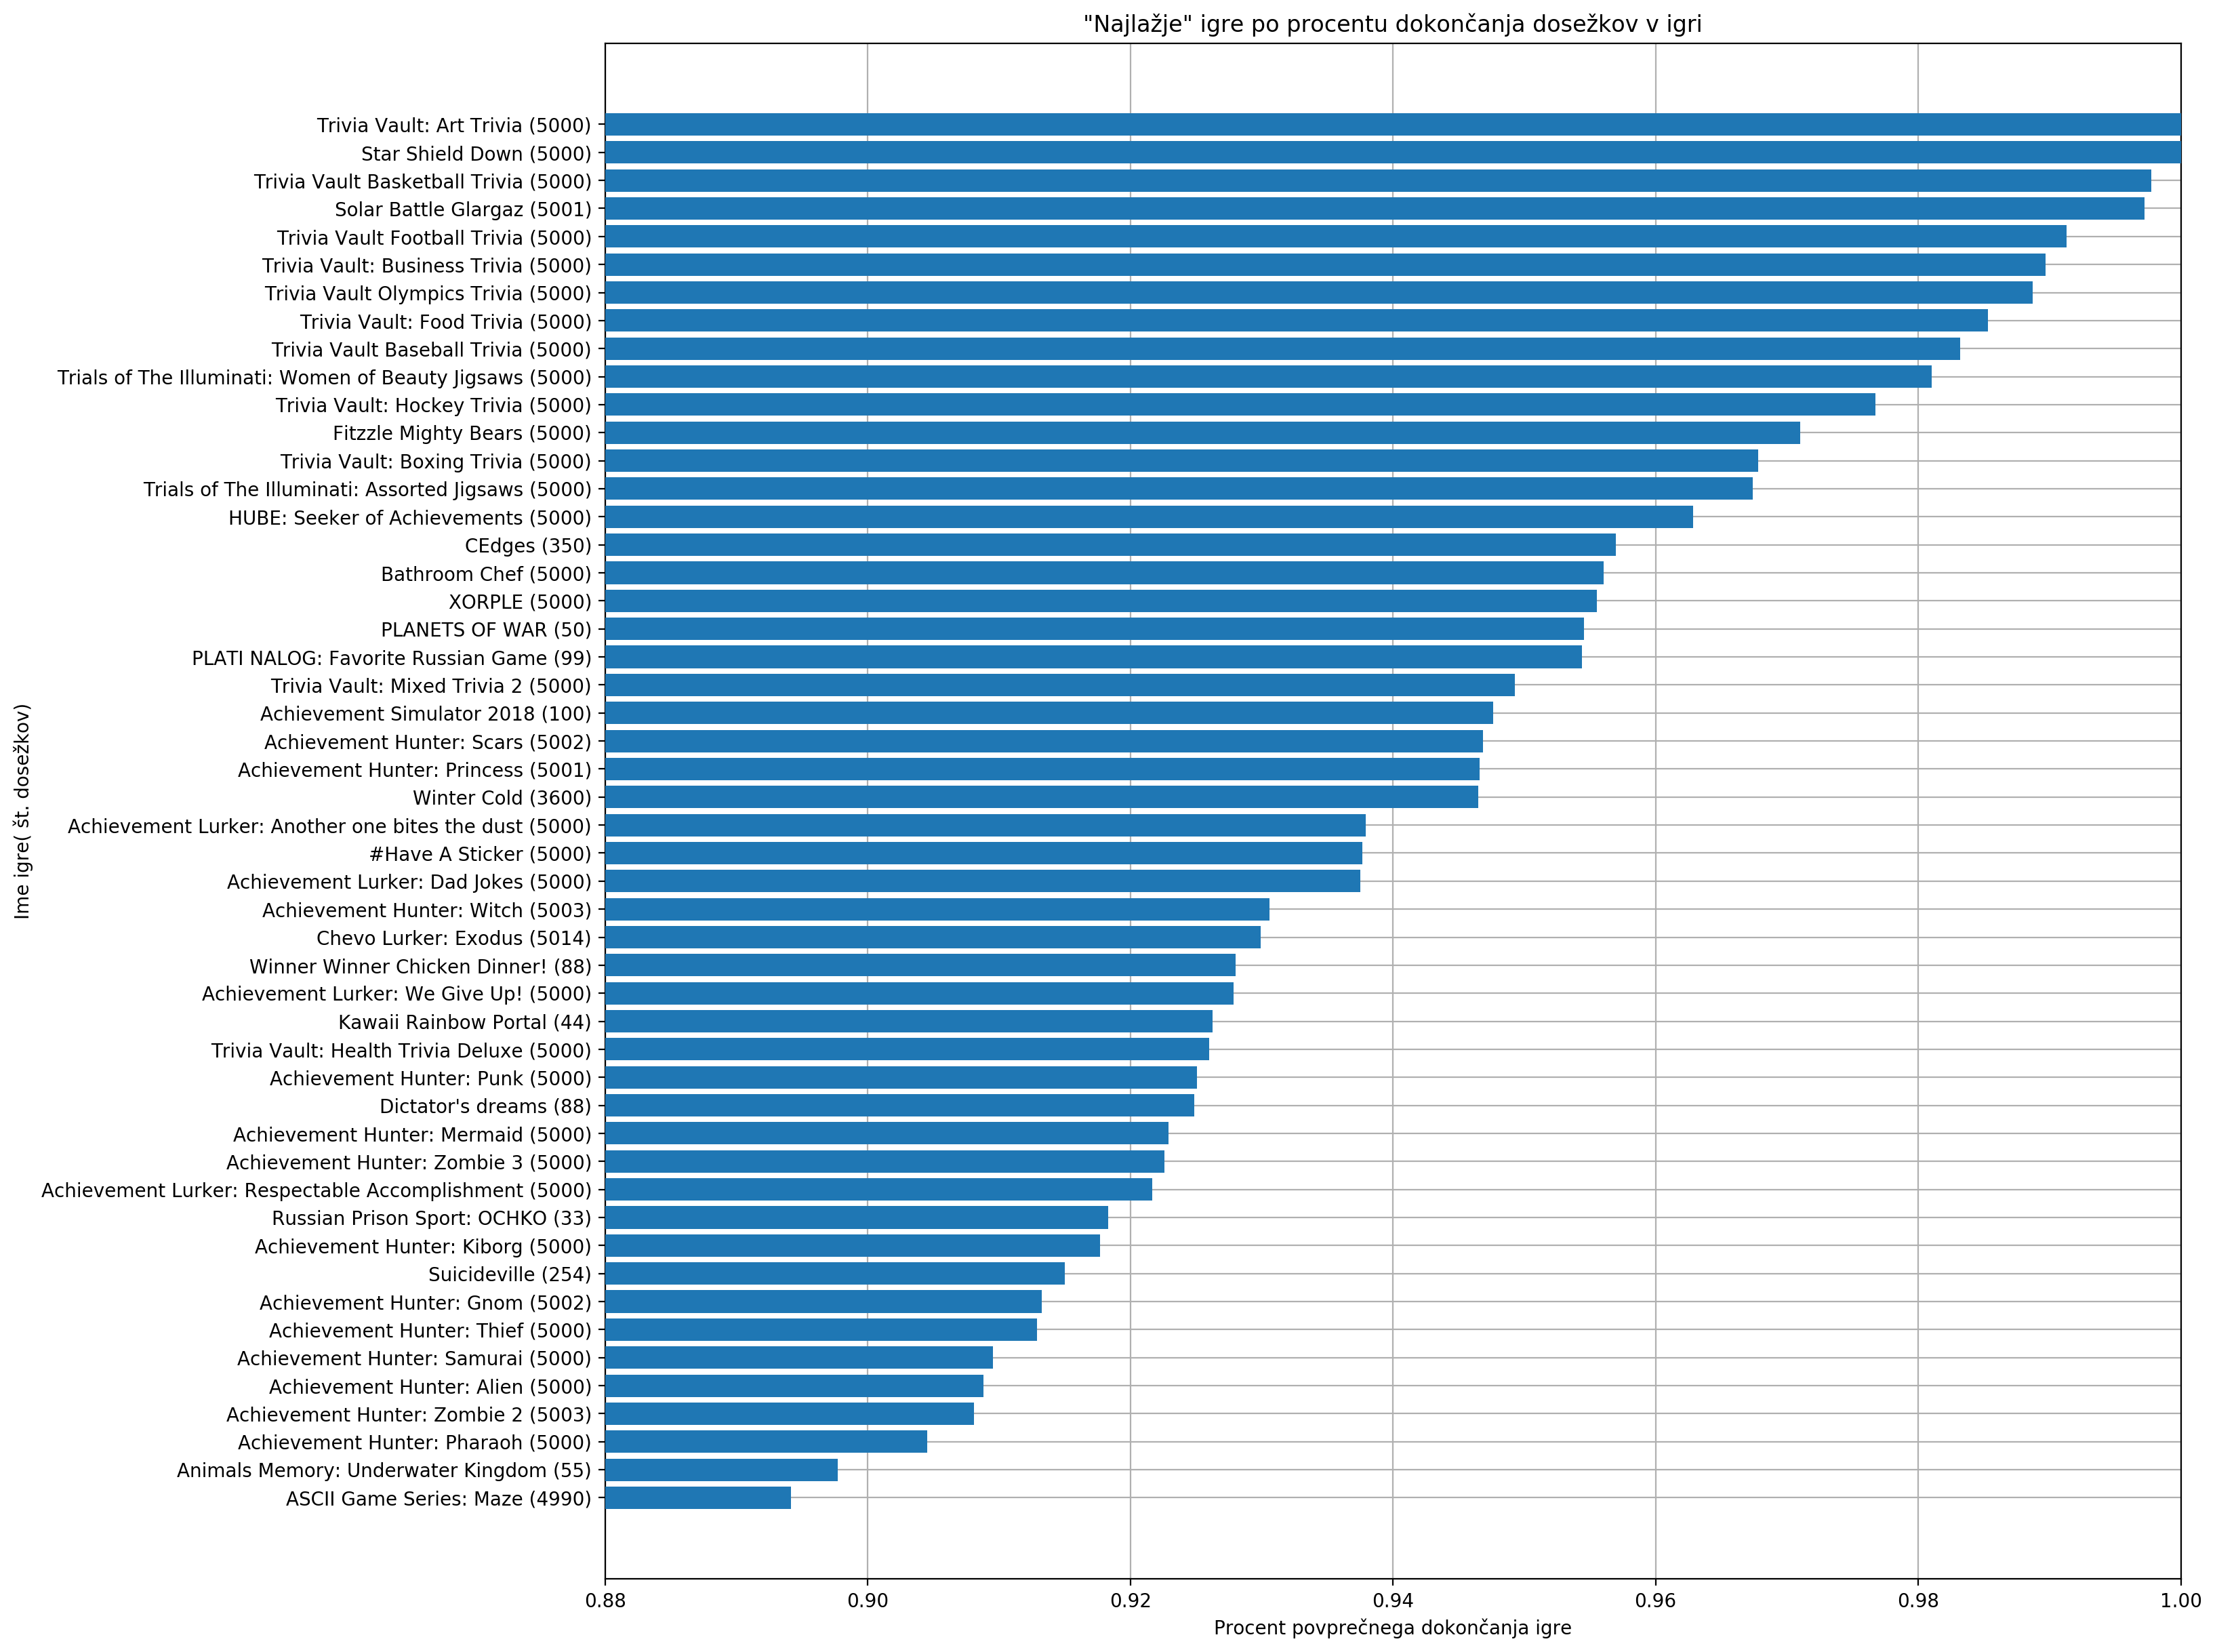 "Najlažje" igre po procentu dokončanja dosežkov v igri
Trivia Vault: Art Trivia (5000)
Star Shield Down (5000)
Trivia Vault Basketball Trivia (5000)
Solar Battle Glargaz (5001)
Trivia Vault Football Trivia (5000)
Trivia Vault: Business Trivia (5000)
Trivia Vault Olympics Trivia (5000)
Trivia Vault: Food Trivia (5000)
Trivia Vault Baseball Trivia (5000)
Trials of The Illuminati: Women of Beauty Jigsaws (5000)
Trivia Vault: Hockey Trivia (5000)
Fitzzle Mighty Bears (5000)
Trivia Vault: Boxing Trivia (5000)
Trials of The Illuminati: Assorted Jigsaws (5000)
HUBE: Seeker of Achievements (5000)
CEdges (350)
Bathroom Chef (5000)
XORPLE (5000)
PLANETS OF WAR (50)
PLATI NALOG: Favorite Russian Game (99)
Trivia Vault: Mixed Trivia 2 (5000)
Achievement Simulator 2018 (100)
Achievement Hunter: Scars (5002)
Achievement Hunter: Princess (5001)
Winter Cold (3600)
Achievement Lurker: Another one bites the dust (5000)
#Have A Sticker (5000)
Achievement Lurker: Dad Jokes (5000)
Achievement Hunter: Witch (5003)
Chevo Lurker: Exodus (5014)
Winner Winner Chicken Dinner! (88)
Achievement Lurker: We Give Up! (5000)
Kawaii Rainbow Portal (44)
Trivia Vault: Health Trivia Deluxe (5000)
Achievement Hunter: Punk (5000)
Dictator's dreams (88)
Achievement Hunter: Mermaid (5000)
Achievement Hunter: Zombie 3 (5000)
Achievement Lurker: Respectable Accomplishment (5000)
Russian Prison Sport: OCHKO (33)
Achievement Hunter: Kiborg (5000)
Suicideville (254)
Achievement Hunter: Gnom (5002)
Achievement Hunter: Thief (5000)
Achievement Hunter: Samurai (5000)
Achievement Hunter: Alien (5000)
Achievement Hunter: Zombie 2 (5003)
Achievement Hunter: Pharaoh (5000)
Animals Memory: Underwater Kingdom (55)
ASCII Game Series: Maze (4990)
Ime igre( št. dosežkov)
0.88 0.90 0.92 0.94 0.96 0.98 1.00
Procent povprečnega dokončanja igre